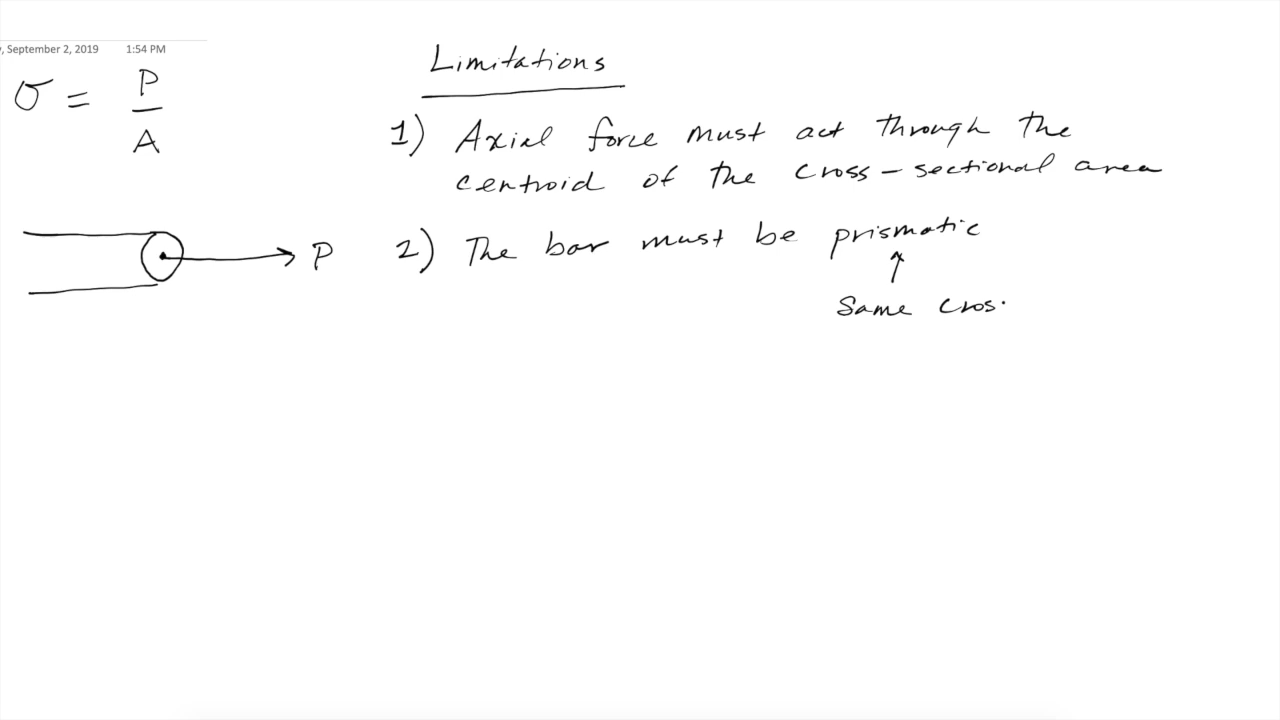 , September 2, 2019 1:54 PM
σ = P
A
Limitations
1) Axial force must act through the
centroid of the cross-sectional area
P
2) The bar must be prismatic
same cros